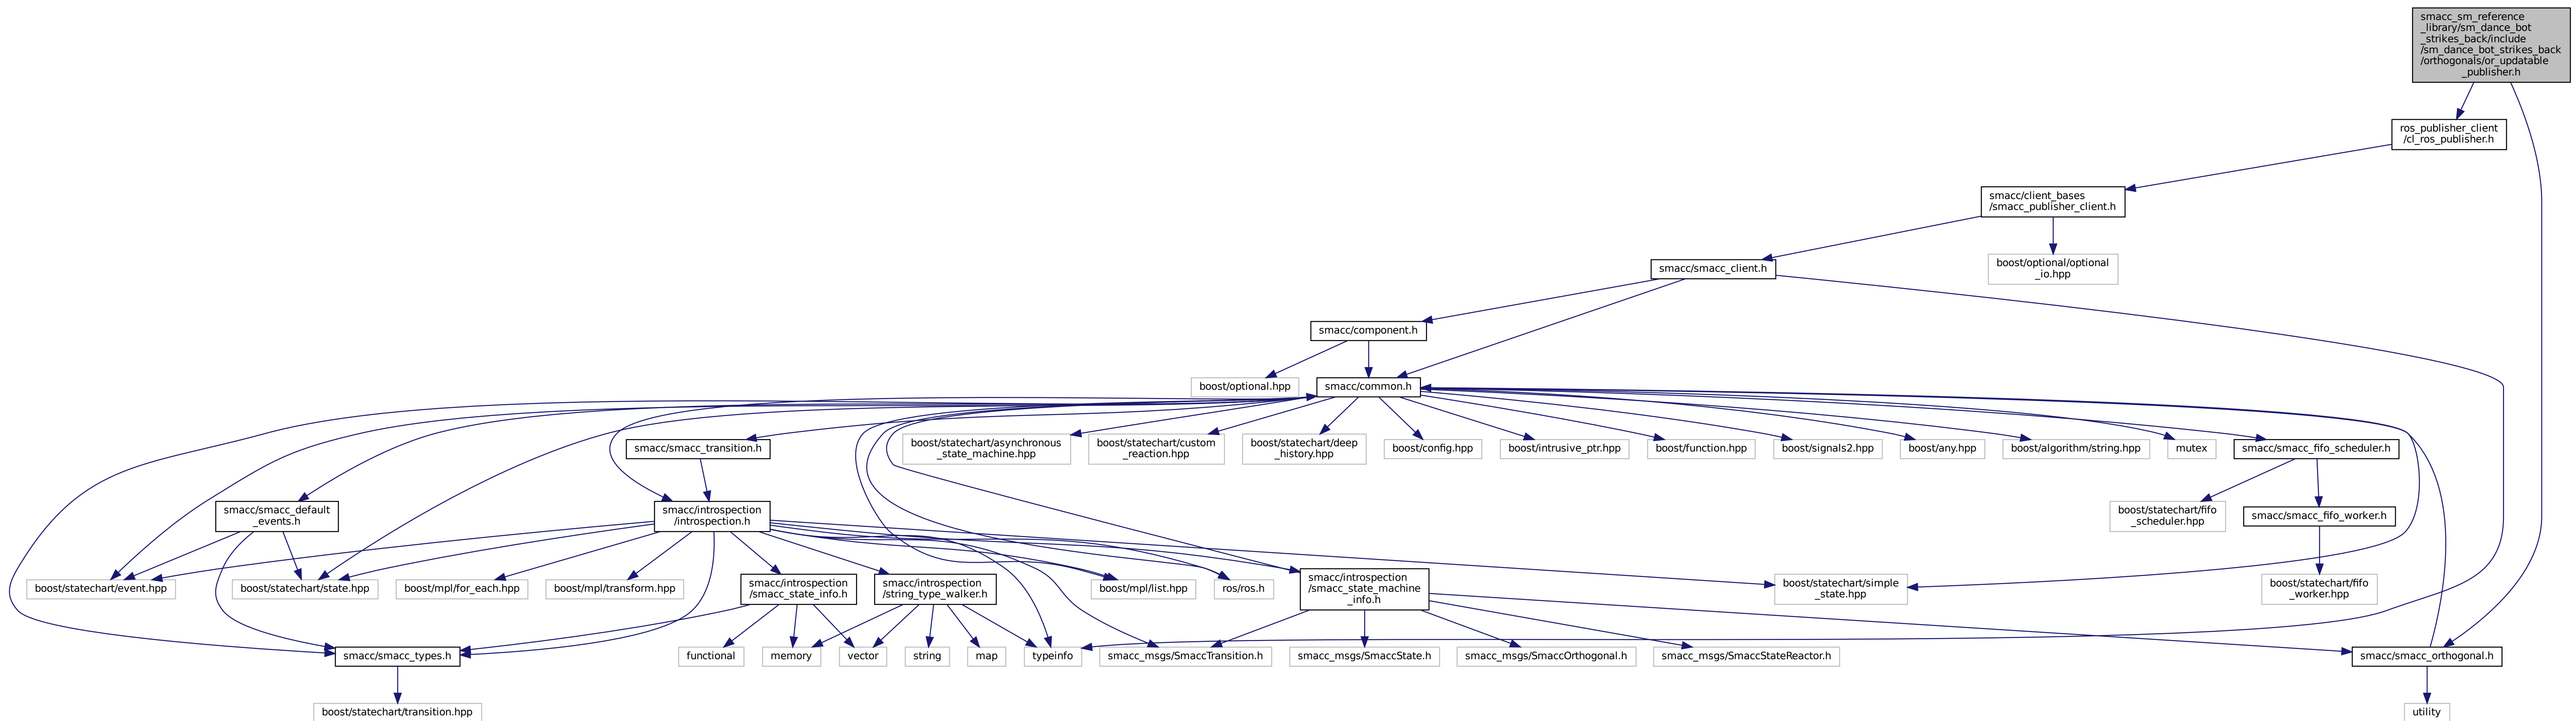 smacc_sm_reference
_library/sm_dance_bot
_strikes_back/include
/sm_dance_bot_strikes_back
/orthogonals/or_updatable
_publisher.h
ros_publisher_client
/cl_ros_publisher.h
smacc/client_bases
/smacc_publisher_client.h
smacc/smacc_client.h
boost/optional/optional
_io.hpp
smacc/component.h
boost/optional.hpp
smacc/common.h
smacc/smacc_transition.h
boost/statechart/asynchronous
_state_machine.hpp
boost/statechart/custom
_reaction.hpp
boost/statechart/deep
_history.hpp
boost/config.hpp
boost/intrusive_ptr.hpp
boost/function.hpp
boost/signals2.hpp
boost/any.hpp
boost/algorithm/string.hpp
mutex
smacc/smacc_fifo_scheduler.h
smacc/smacc_default
_events.h
smacc/introspection
/introspection.h
boost/statechart/fifo
_scheduler.hpp
smacc/smacc_fifo_worker.h
boost/statechart/event.hpp
boost/statechart/state.hpp
boost/mpl/for_each.hpp
boost/mpl/transform.hpp
smacc/introspection
/smacc_state_info.h
smacc/introspection
/string_type_walker.h
boost/mpl/list.hpp
ros/ros.h
smacc/introspection
/smacc_state_machine
_info.h
boost/statechart/simple
_state.hpp
boost/statechart/fifo
_worker.hpp
smacc/smacc_types.h
functional
memory
vector
string
map
typeinfo
smacc_msgs/SmaccTransition.h
smacc_msgs/SmaccState.h
smacc_msgs/SmaccOrthogonal.h
smacc_msgs/SmaccStateReactor.h
smacc/smacc_orthogonal.h
boost/statechart/transition.hpp
utility